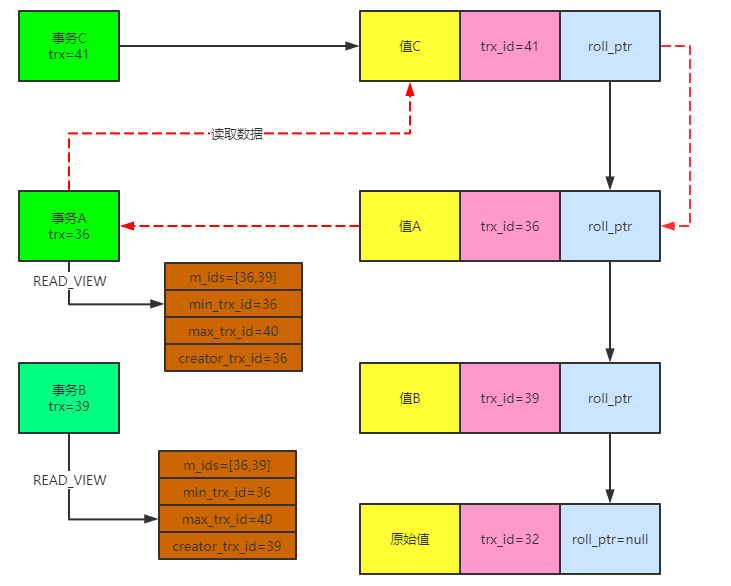 事务C
trx=41
值C
trx_id=41
roll_ptr
读取数据
事务A
trx=36
值A
trx_id=36
roll_ptr
READ_VIEW
m_ids=[36,39]
min_trx_id=36
max_trx_id=40
creator_trx_id=36
事务B
trx=39
值B
trx_id=39
roll_ptr
READ_VIEW
m_ids=[36,39]
min_trx_id=36
max_trx_id=40
creator_trx_id=39
原始值
trx_id=32
roll_ptr=null